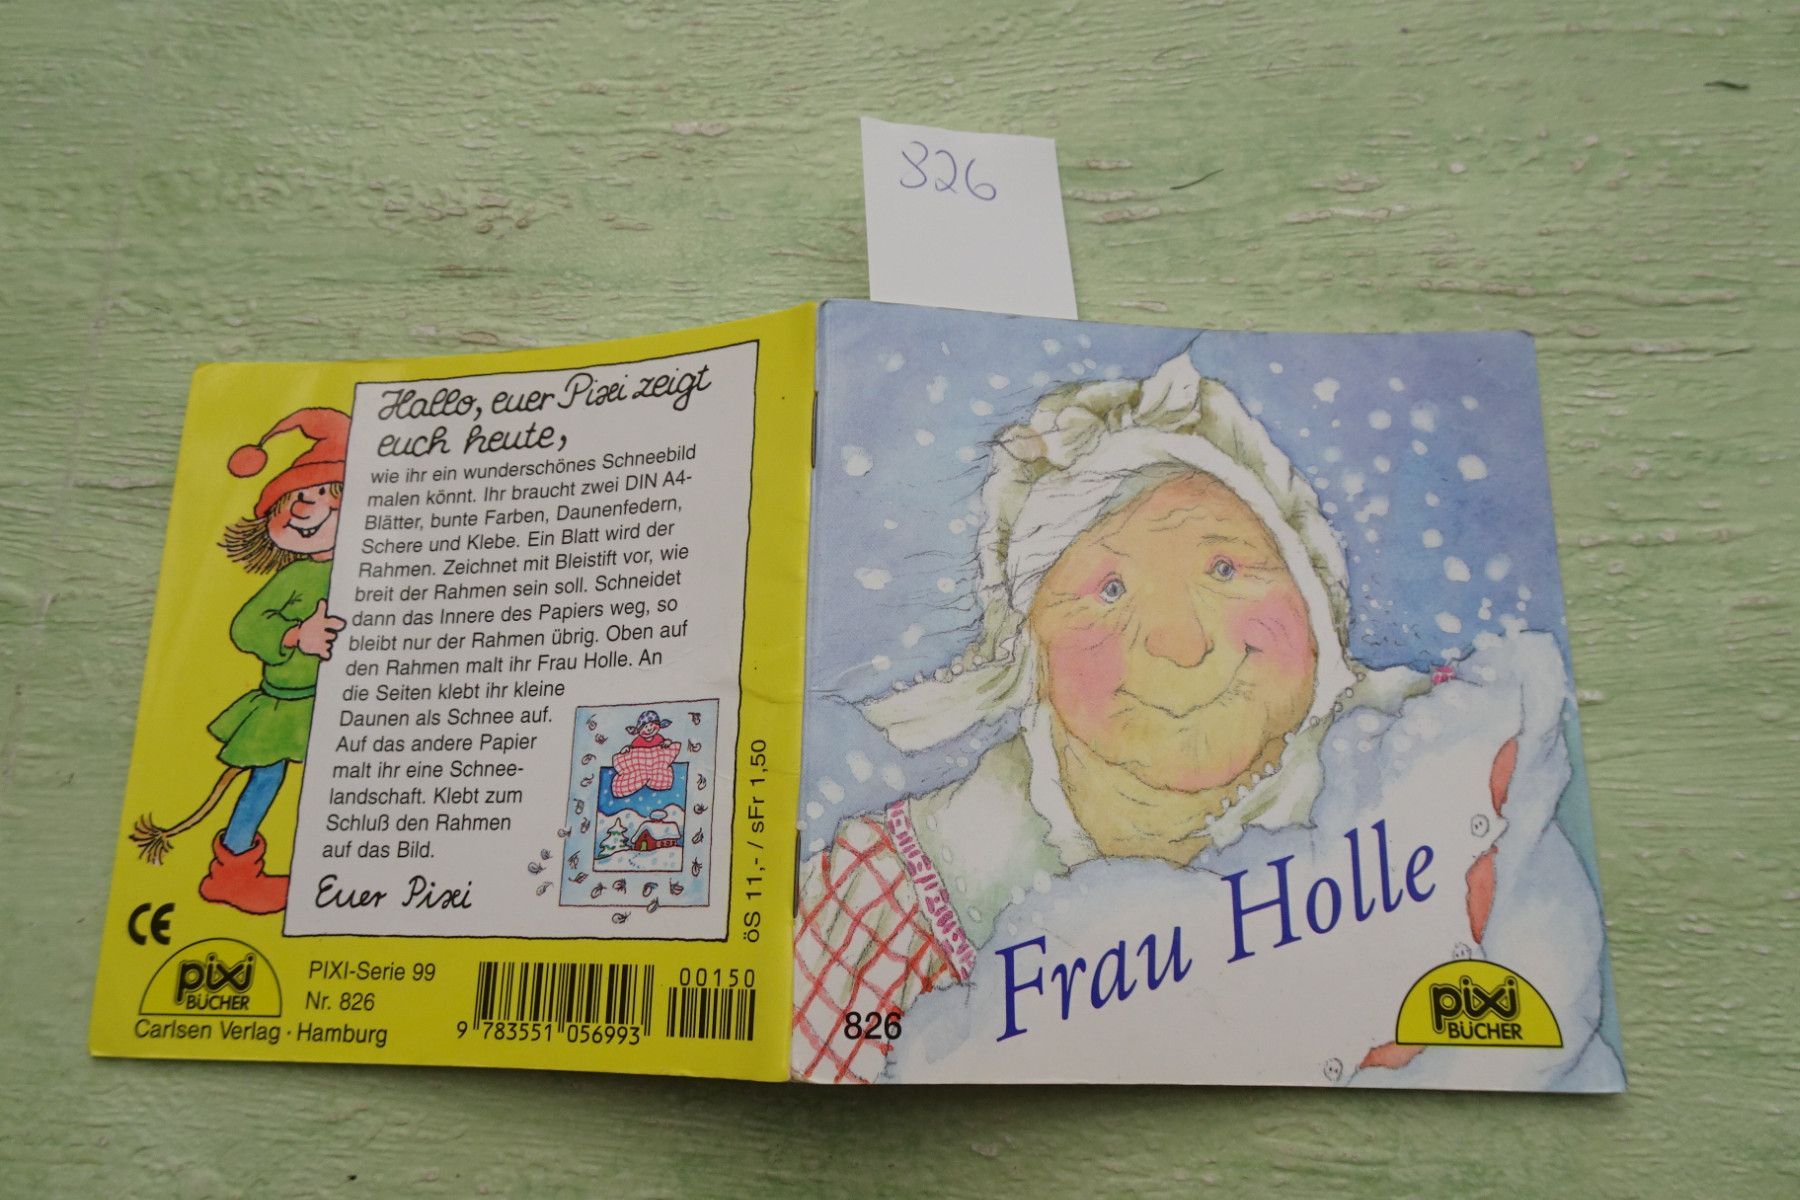 826
Hallo, euer Pixi zeigt
euch heute,
wie ihr ein wunderschönes Schneebild
malen könnt. Ihr braucht zwei DIN A4-
Blätter, bunte Farben, Daunenfedern,
Schere und Klebe. Ein Blatt wird der
Rahmen. Zeichnet mit Bleistift vor, wie
breit der Rahmen sein soll. Schneidet
dann das Innere des Papiers weg, so
bleibt nur der Rahmen übrig. Oben auf
den Rahmen malt ihr Frau Holle. An
die Seiten klebt ihr kleine
Daunen als Schnee auf.
Auf das andere Papier
malt ihr eine Schnee-
landschaft. Klebt zum
Schluß den Rahmen
auf das Bild.
Euer Pixi
öS 11,- / sFr 1,50
CE
pixi
BÜCHER
Carlsen Verlag · Hamburg
PIXI-Serie 99
Nr. 826
9 783551 056993
00150
Frau Holle
826
pixi
BÜCHER